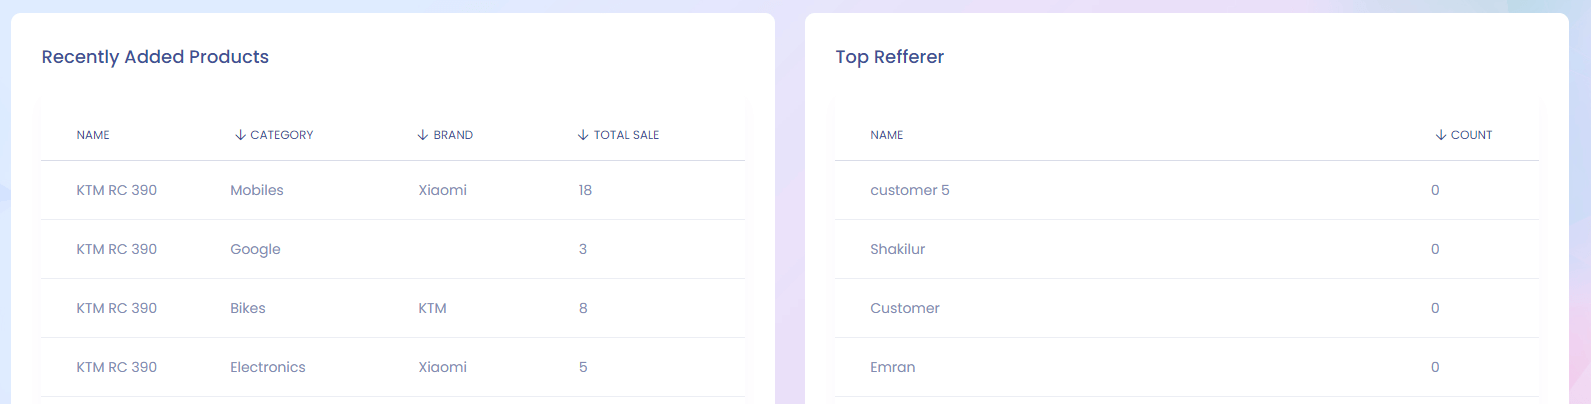 Recently Added Products
NAME CATEGORY BRAND TOTAL SALE
KTM RC 390 Mobiles Xiaomi 18
KTM RC 390 Google 3
KTM RC 390 Bikes KTM 8
KTM RC 390 Electronics Xiaomi 5
Top Refferer
NAME COUNT
customer 5 0
Shakilur 0
Customer 0
Emran 0